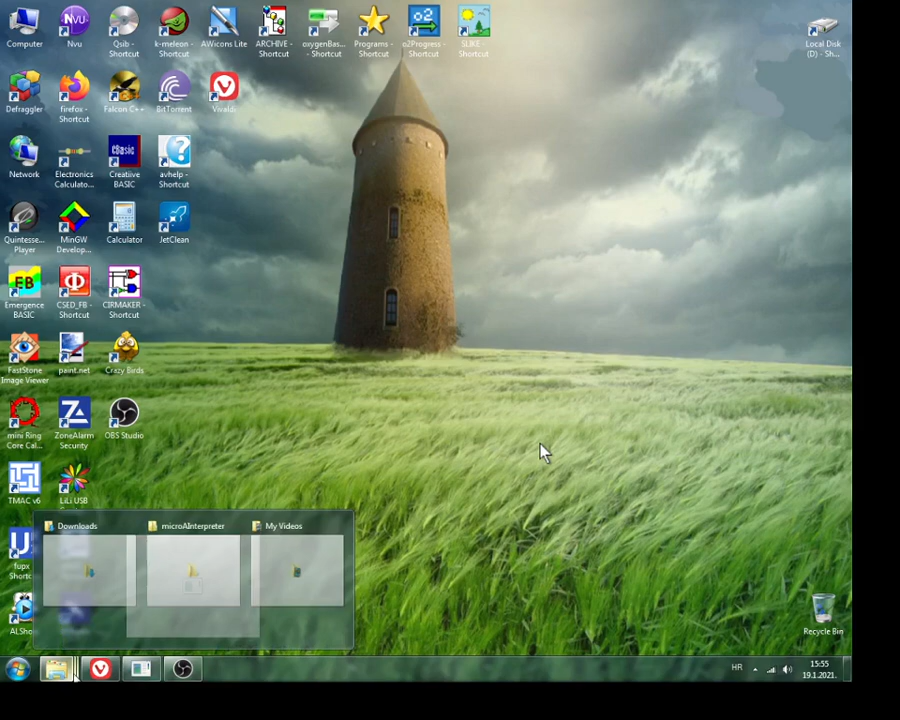 Computer
Nvu
Qsib - Shortcut
k-meleon - Shortcut
AWicons Lite
ARCHIVE - Shortcut
oxygenBas... - Shortcut
Programs - Shortcut
o2Progress - Shortcut
SLIKE - Shortcut
Local Disk (D) - Sh...
Defraggler
firefox - Shortcut
Falcon C++
BitTorrent
Vivaldi
Network
Electronics Calculato...
CBasic
Creative BASIC
avhelp - Shortcut
Quintesse... Player
MinGW Develop...
Calculator
JetClean
EB
Emergence BASIC
CSED_FB - Shortcut
CIRMAKER - Shortcut
FastStone Image Viewer
paint.net
Crazy Birds
mini Ring Core Cal...
ZoneAlarm Security
OBS Studio
TMAC v6
LiLi USB
Downloads
microAInterpreter
My Videos
fupx
ALSho
Recycle Bin
HR
15:55
19.1.2021.